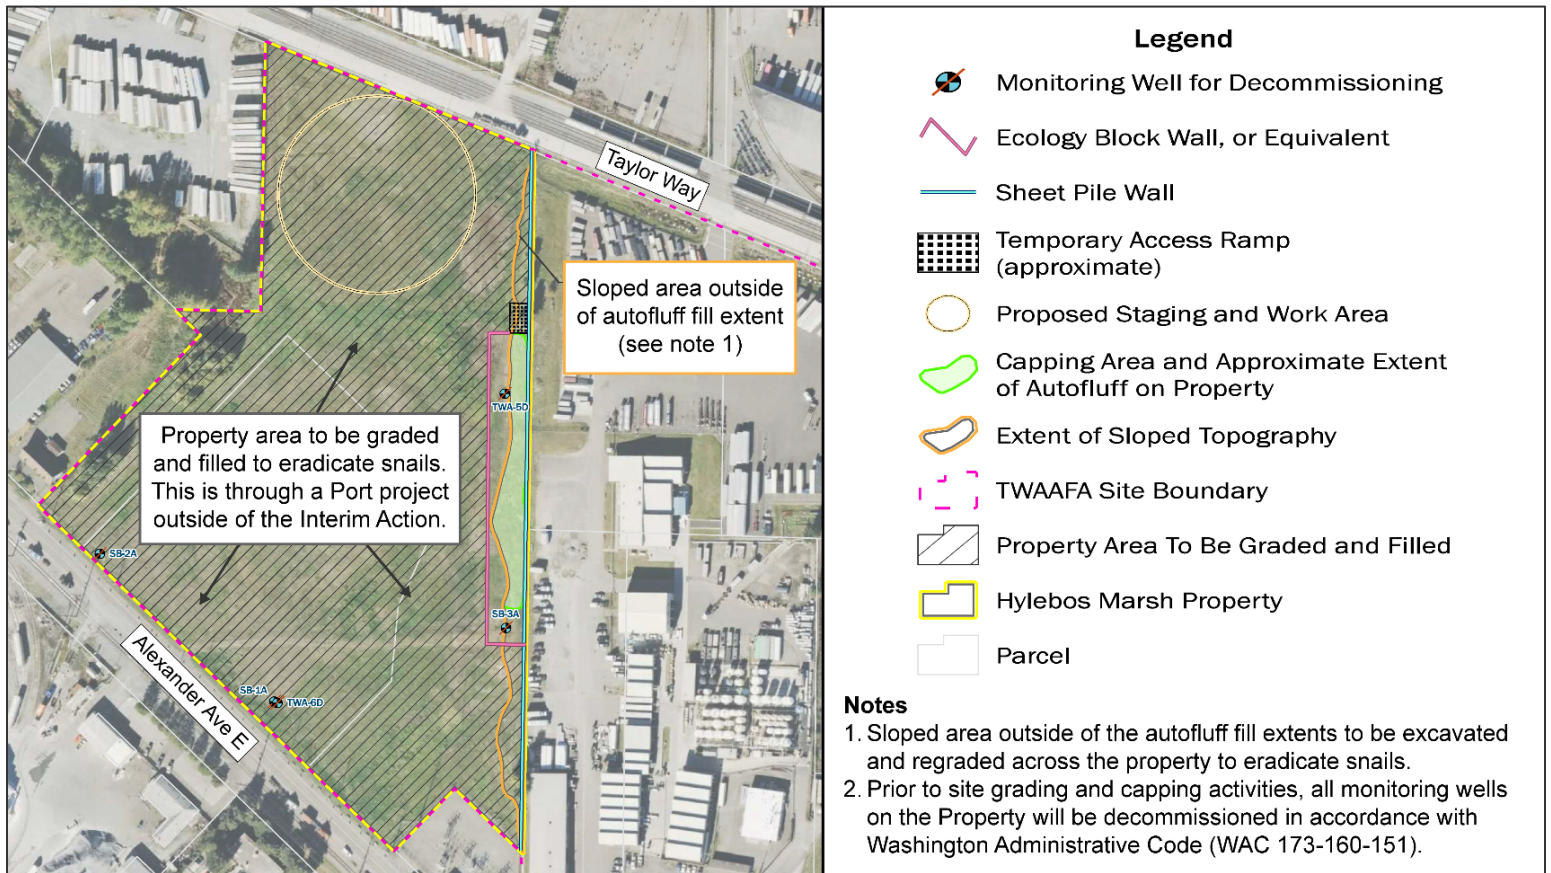 Taylor Way
Sloped area outside
of autofluff fill extent
(see note 1)
TWA-5D
Property area to be graded
and filled to eradicate snails.
This is through a Port project
outside of the Interim Action.
SB-2A
SB-3A
SB-1A
TWA-6D
Alexander Ave E
Legend
Monitoring Well for Decommissioning
Ecology Block Wall, or Equivalent
Sheet Pile Wall
Temporary Access Ramp
(approximate)
Proposed Staging and Work Area
Capping Area and Approximate Extent
of Autofluff on Property
Extent of Sloped Topography
TWAAFA Site Boundary
Property Area To Be Graded and Filled
Hylebos Marsh Property
Parcel
Notes
1. Sloped area outside of the autofluff fill extents to be excavated
and regraded across the property to eradicate snails.
2. Prior to site grading and capping activities, all monitoring wells
on the Property will be decommissioned in accordance with
Washington Administrative Code (WAC 173-160-151).